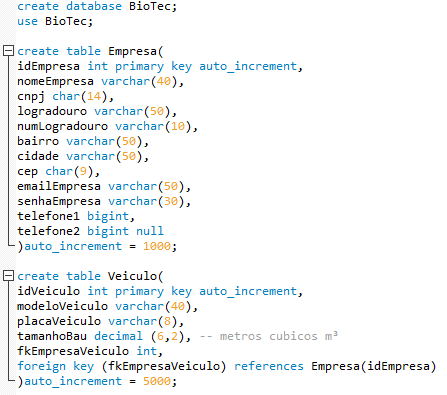 create database BioTec;
use BioTec;
create table Empresa(
idEmpresa int primary key auto_increment,
nomeEmpresa varchar(40),
cnpj char(14),
logradouro varchar(50),
numLogradouro varchar(10),
bairro varchar(50),
cidade varchar(50),
cep char(9),
emailEmpresa varchar(50),
senhaEmpresa varchar(30),
telefone1 bigint,
telefone2 bigint null
)auto_increment = 1000;
create table Veiculo(
idVeiculo int primary key auto_increment,
modeloVeiculo varchar(40),
placaVeiculo varchar(8),
tamanhoBau decimal (6,2), -- metros cubicos m³
fkEmpresaVeiculo int,
foreign key (fkEmpresaVeiculo) references Empresa(idEmpresa)
)auto_increment = 5000;